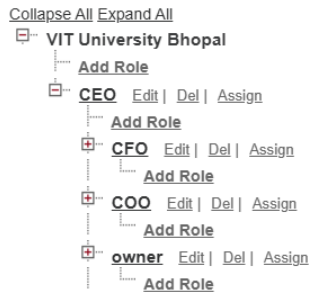 Collapse All Expand All
VIT University Bhopal
Add Role
CEO Edit | Del | Assign
Add Role
CFO Edit | Del | Assign
Add Role
COO Edit | Del | Assign
Add Role
owner Edit | Del | Assign
Add Role